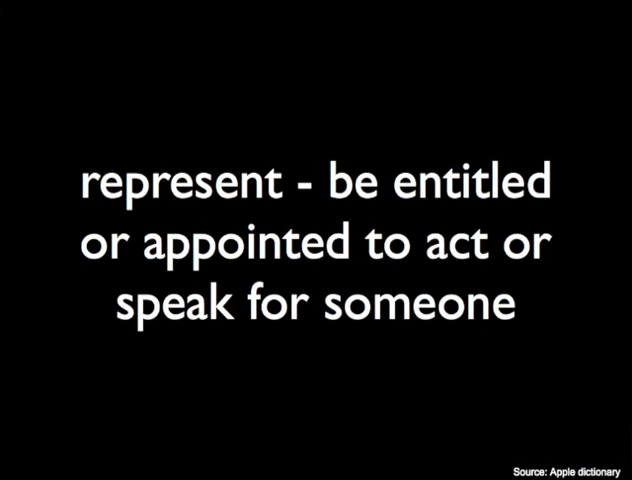 represent - be entitled
or appointed to act or
speak for someone
Source: Apple dictionary